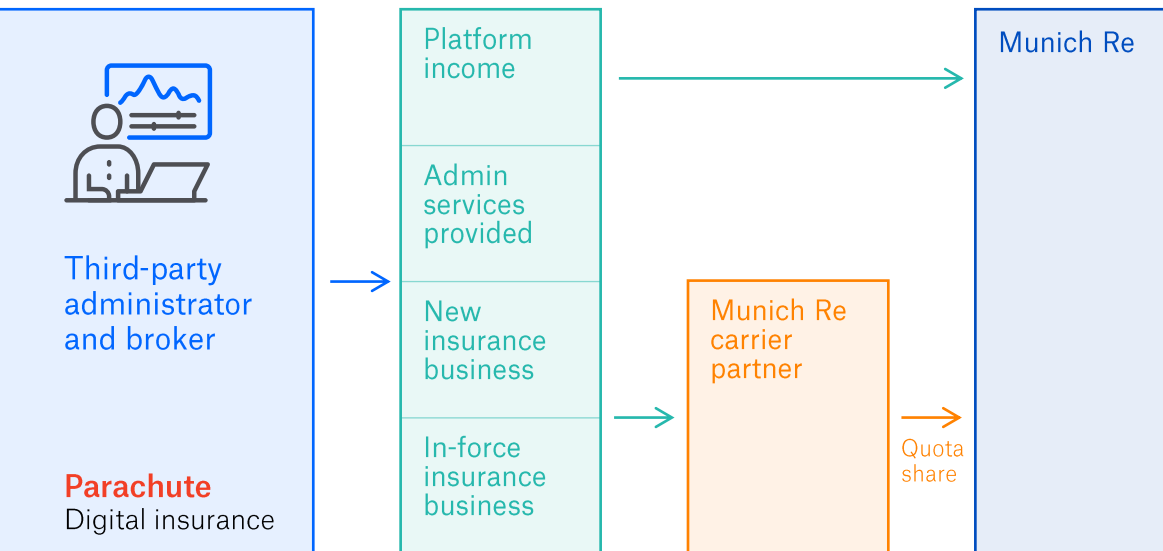 Third-party
administrator
and broker
Parachute
Digital insurance
Platform
income
Admin
services
provided
New
insurance
business
In-force
insurance
business
Munich Re
carrier
partner
Quota
share
Munich Re